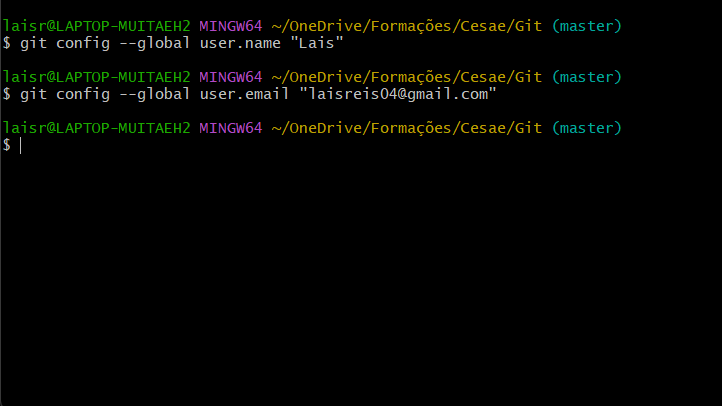 laisr@LAPTOP-MUITAEH2 MINGW64 ~/OneDrive/Formações/Cesae/Git (master)
$ git config --global user.name "Lais"
laisr@LAPTOP-MUITAEH2 MINGW64 ~/OneDrive/Formações/Cesae/Git (master)
$ git config --global user.email "laisreis04@gmail.com"
laisr@LAPTOP-MUITAEH2 MINGW64 ~/OneDrive/Formações/Cesae/Git (master)
$